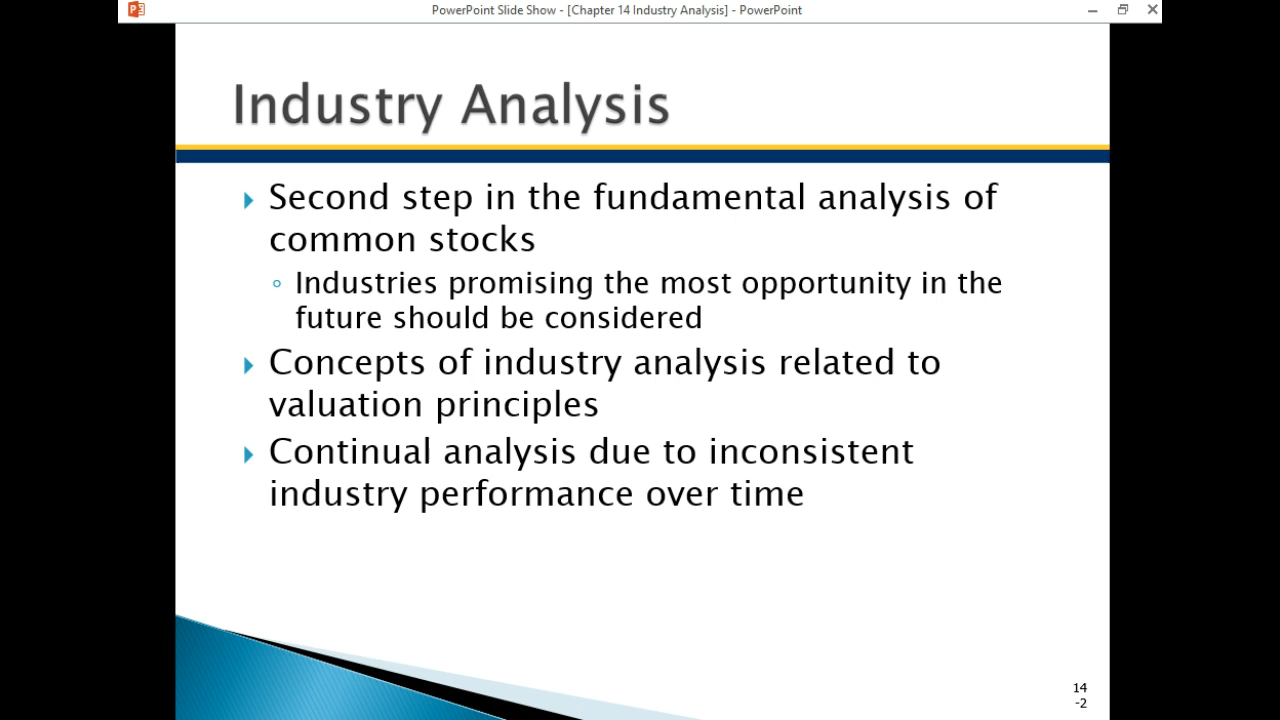 PowerPoint Slide Show - [Chapter 14 Industry Analysis] - PowerPoint
Industry Analysis
Second step in the fundamental analysis of
common stocks
Industries promising the most opportunity in the
future should be considered
Concepts of industry analysis related to
valuation principles
Continual analysis due to inconsistent
industry performance over time
14
-2